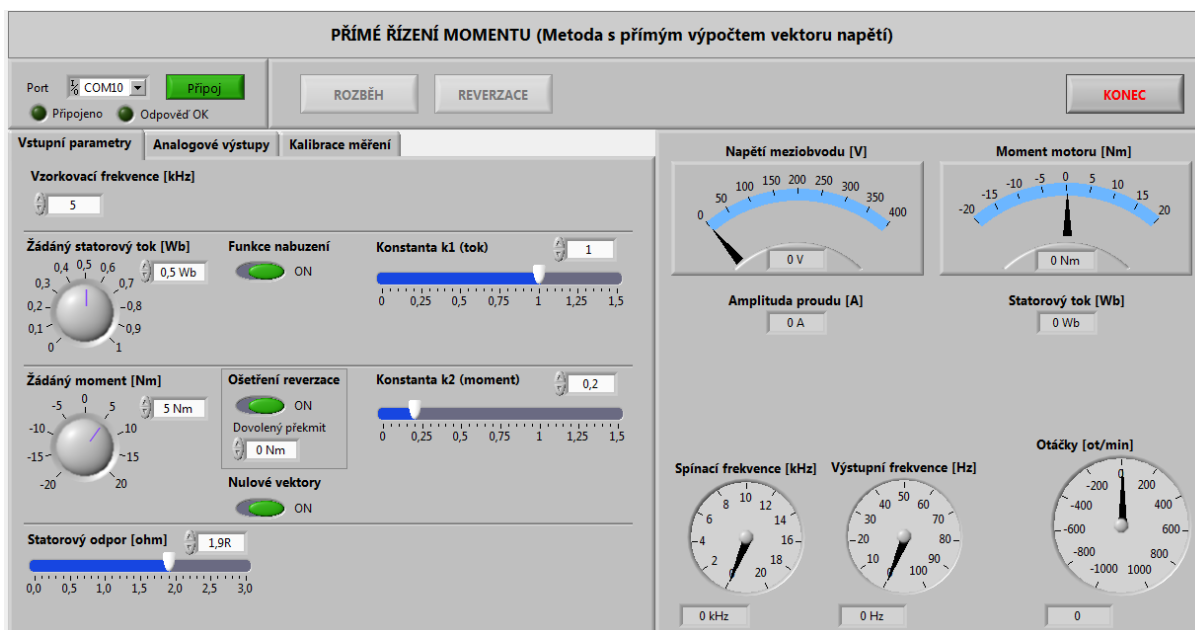 PŘÍMÉ ŘÍZENÍ MOMENTU (Metoda s přímým výpočtem vektoru napětí)
Port I/O COM10 Připoj
Připojeno Odpověď OK
ROZBĚH REVERZACE KONEC
Vstupní parametry Analogové výstupy Kalibrace měření
Vzorkovací frekvence [kHz]
5
Žádáný statorový tok [Wb] Funkce nabuzení Konstanta k1 (tok) 1
0,5 Wb ON
0 0,1 0,2 0,3 0,4 0,5 0,6 0,7 0,8 0,9 1
0 0,25 0,5 0,75 1 1,25 1,5
Žádáný moment [Nm] Ošetření reverzace Konstanta k2 (moment) 0,2
5 Nm ON
-20 -15 -10 -5 0 5 10 15 20
Dovolený překmit
0 Nm
0 0,25 0,5 0,75 1 1,25 1,5
Nulové vektory
ON
Statorový odpor [ohm] 1,9R
0,0 0,5 1,0 1,5 2,0 2,5 3,0
Napětí meziobvodu [V]
0 50 100 150 200 250 300 350 400
0 V
Moment motoru [Nm]
-20 -15 -10 -5 0 5 10 15 20
0 Nm
Amplituda proudu [A]
0 A
Statorový tok [Wb]
0 Wb
Spínací frekvence [kHz]
0 2 4 6 8 10 12 14 16 18 20
0 kHz
Výstupní frekvence [Hz]
0 10 20 30 40 50 60 70 80 90 100
0 Hz
Otáčky [ot/min]
-1000 -800 -600 -400 -200 0 200 400 600 800 1000
0